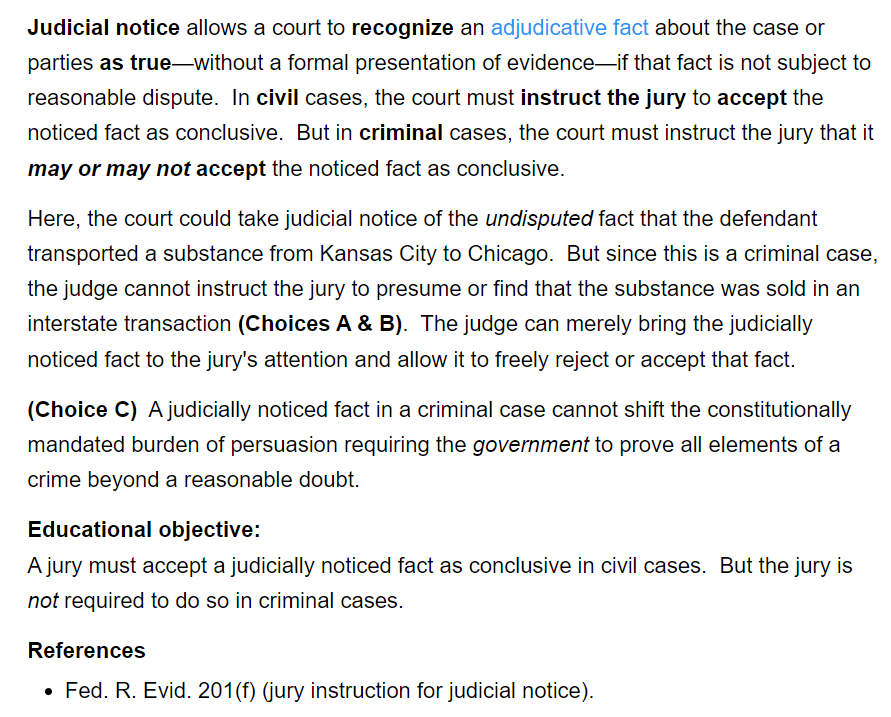 Judicial notice allows a court to recognize an adjudicative fact about the case or
parties as true—without a formal presentation of evidence—if that fact is not subject to
reasonable dispute.  In civil cases, the court must instruct the jury to accept the
noticed fact as conclusive.  But in criminal cases, the court must instruct the jury that it
may or may not accept the noticed fact as conclusive.
Here, the court could take judicial notice of the undisputed fact that the defendant
transported a substance from Kansas City to Chicago.  But since this is a criminal case,
the judge cannot instruct the jury to presume or find that the substance was sold in an
interstate transaction (Choices A & B).  The judge can merely bring the judicially
noticed fact to the jury's attention and allow it to freely reject or accept that fact.
(Choice C)  A judicially noticed fact in a criminal case cannot shift the constitutionally
mandated burden of persuasion requiring the government to prove all elements of a
crime beyond a reasonable doubt.
Educational objective:
A jury must accept a judicially noticed fact as conclusive in civil cases.  But the jury is
not required to do so in criminal cases.
References
• Fed. R. Evid. 201(f) (jury instruction for judicial notice).